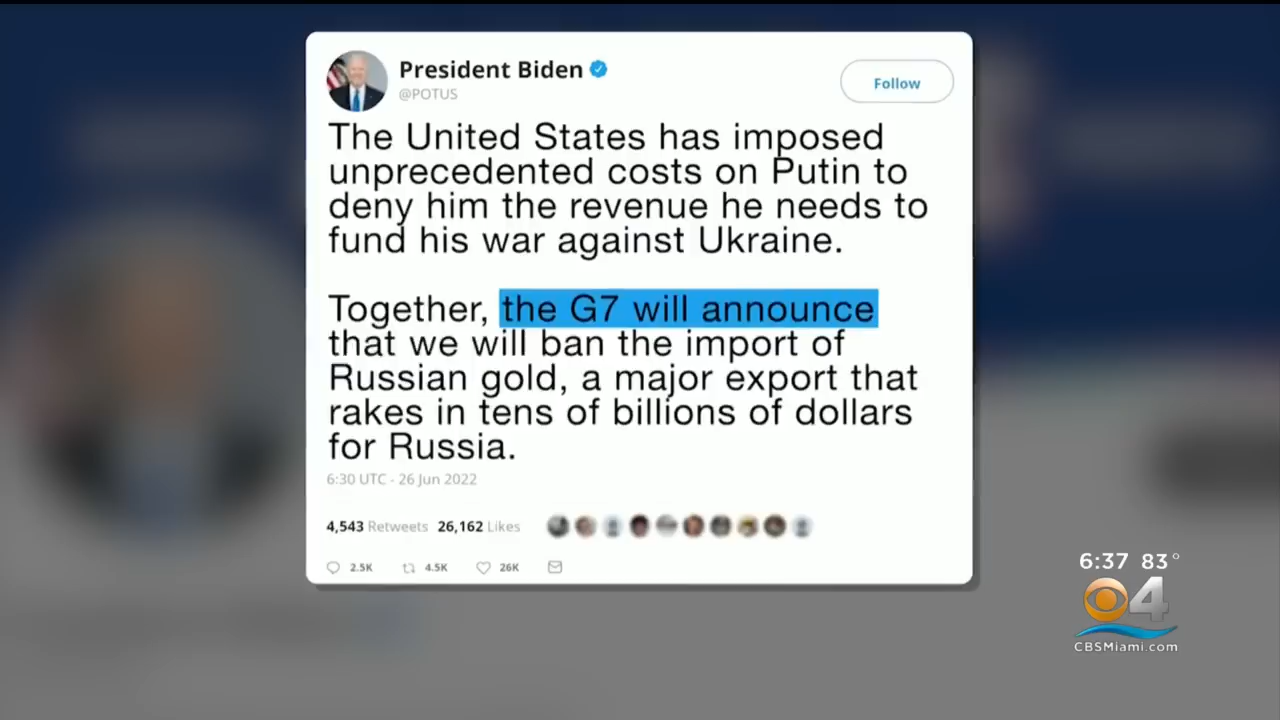 President Biden
@POTUS
Follow
The United States has imposed
unprecedented costs on Putin to
deny him the revenue he needs to
fund his war against Ukraine.
Together, the G7 will announce
that we will ban the import of
Russian gold, a major export that
rakes in tens of billions of dollars
for Russia.
6:30 UTC - 26 Jun 2022
4,543 Retweets 26,162 Likes
2.5K 4.5K 26K
6:37 83°
4
CBSMiami.com